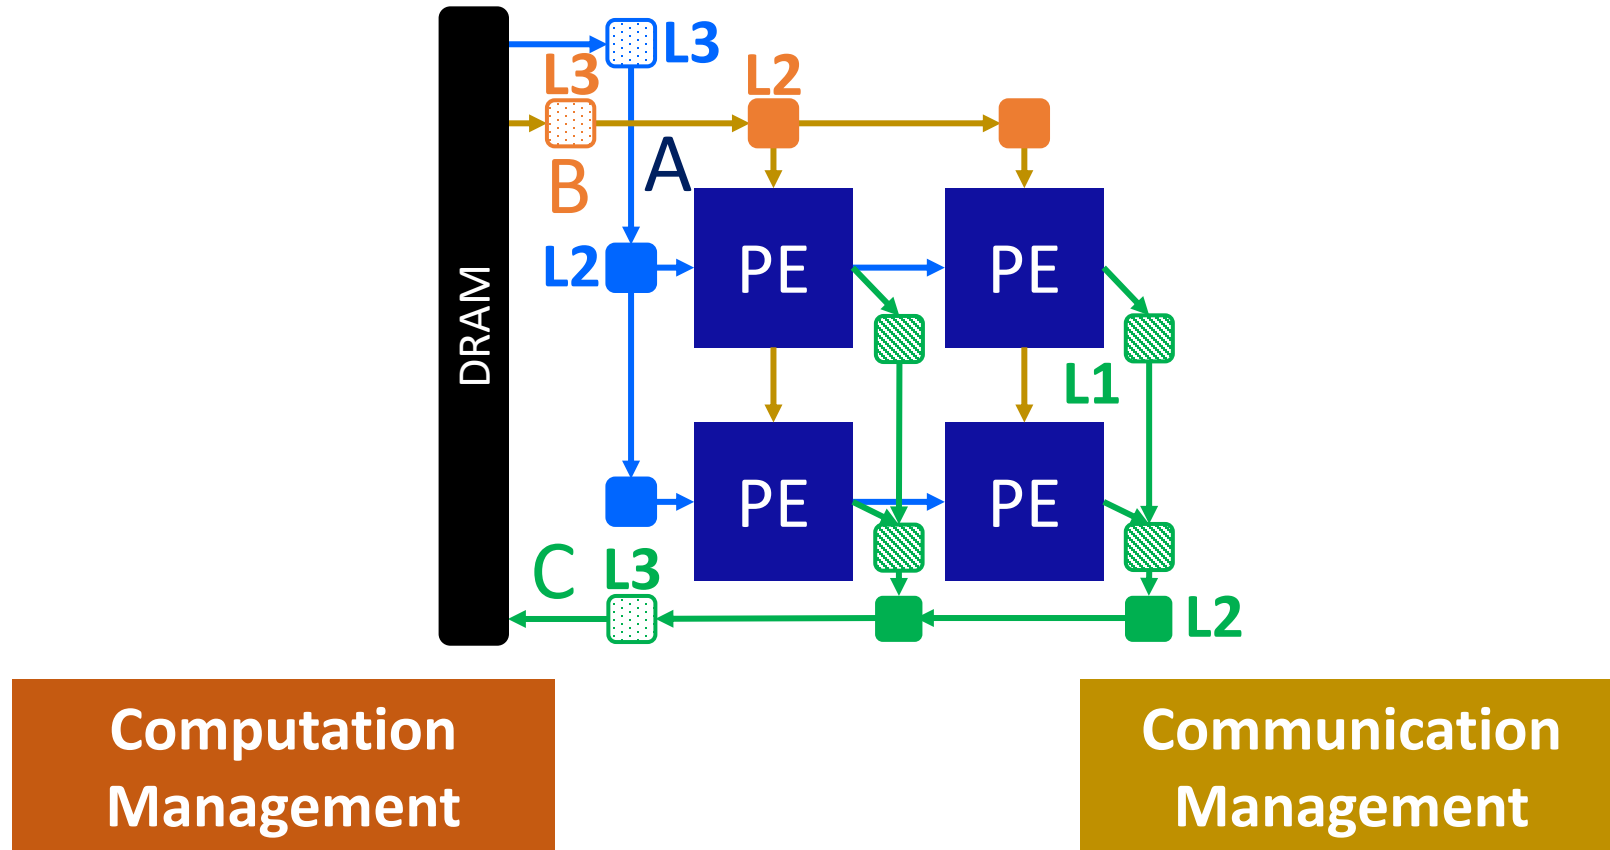 L3
L3
L2
A
B
PE
PE
L2
DRAM
L1
PE
PE
C
L3
L2
Computation
Management
Communication
Management